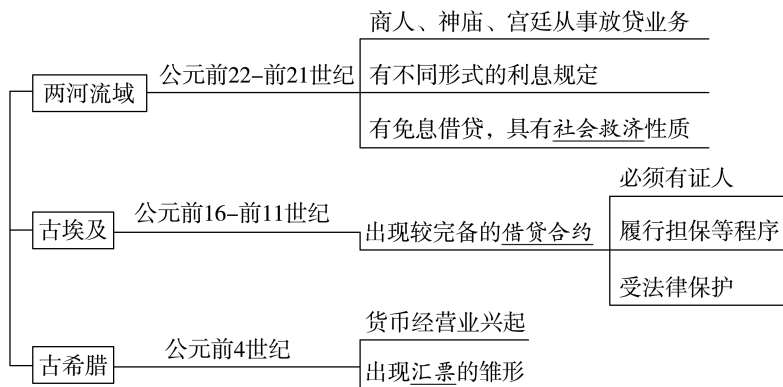 商人、神庙、宫廷从事放贷业务
两河流域
公元前22-前21世纪
有不同形式的利息规定
有免息借贷，具有社会救济性质
古埃及
公元前16-前11世纪
出现较完备的借贷合约
必须有证人
履行担保等程序
受法律保护
古希腊
公元前4世纪
货币经营业兴起
出现汇票的雏形